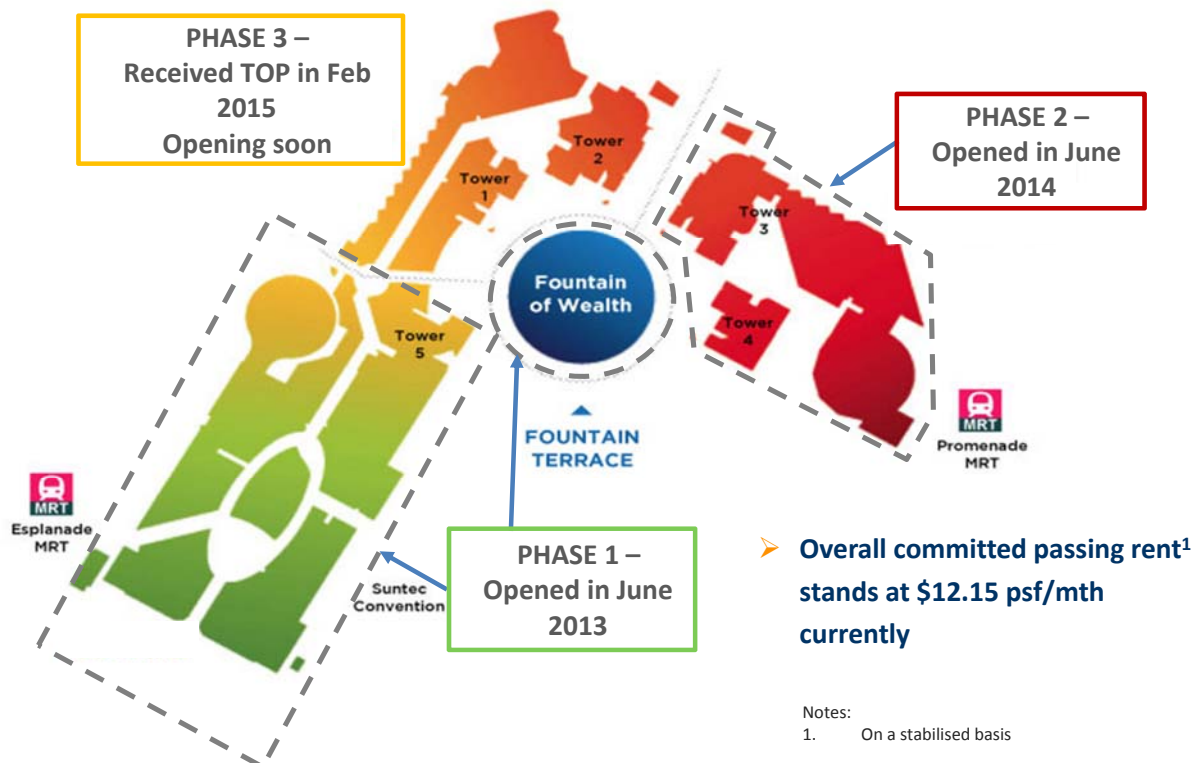 PHASE 3 –
Received TOP in Feb
2015
Opening soon
PHASE 2 –
Opened in June
2014
Tower
2
Tower
1
Tower
3
Fountain
of Wealth
Tower
4
Tower
5
FOUNTAIN
TERRACE
MRT
Promenade
MRT
MRT
Esplanade
MRT
Suntec
Convention
PHASE 1 –
Opened in June
2013
➢ Overall committed passing rent¹
stands at $12.15 psf/mth
currently
Notes:
1. On a stabilised basis